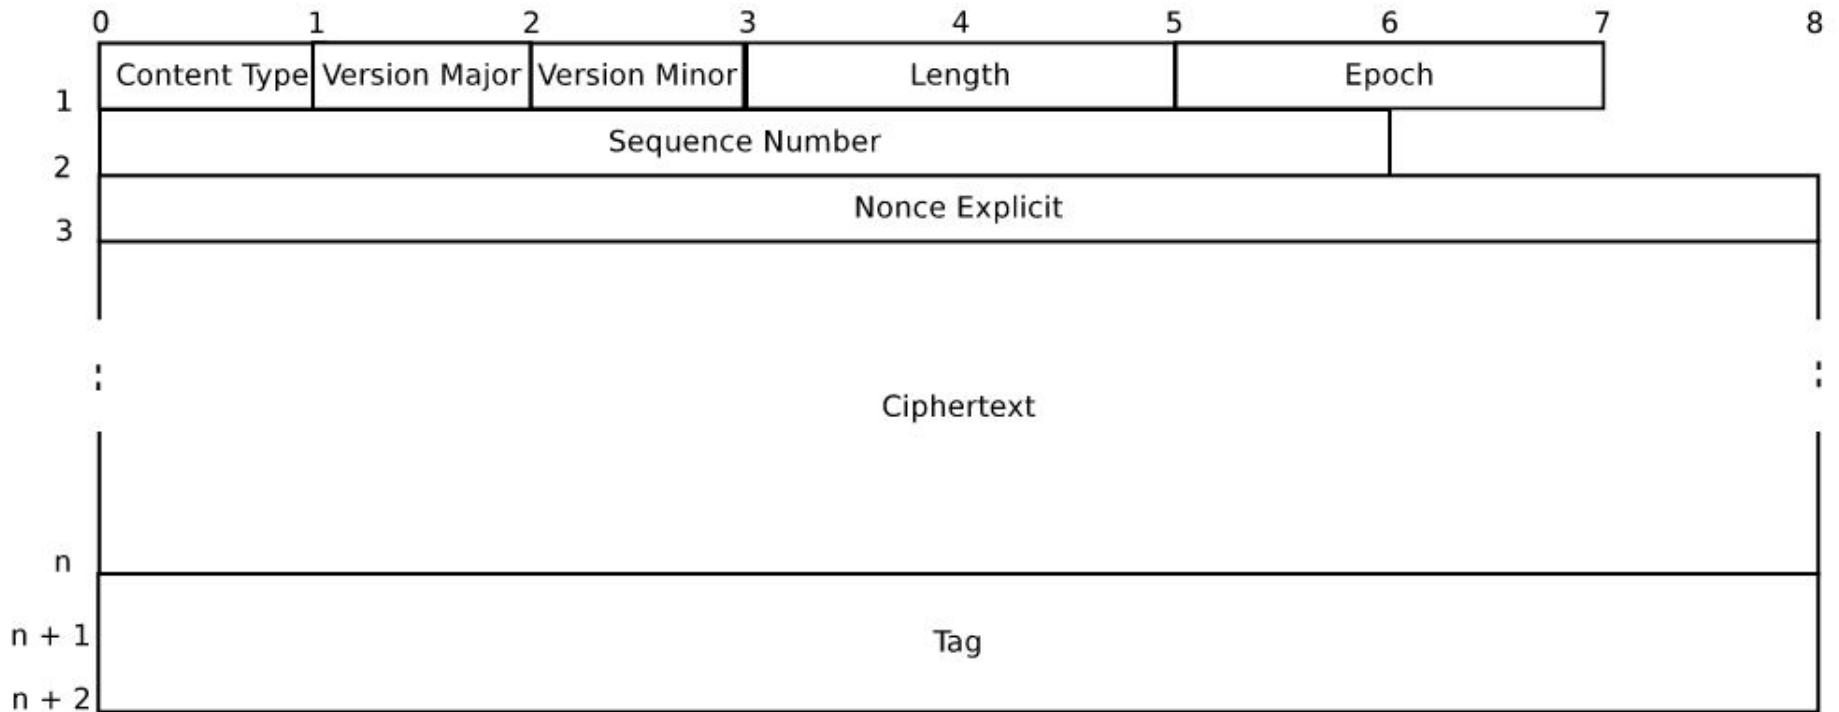 0 1 2 3 4 5 6 7 8
Content Type Version Major Version Minor Length Epoch
1
Sequence Number
2
Nonce Explicit
3
Ciphertext
n
n + 1
Tag
n + 2